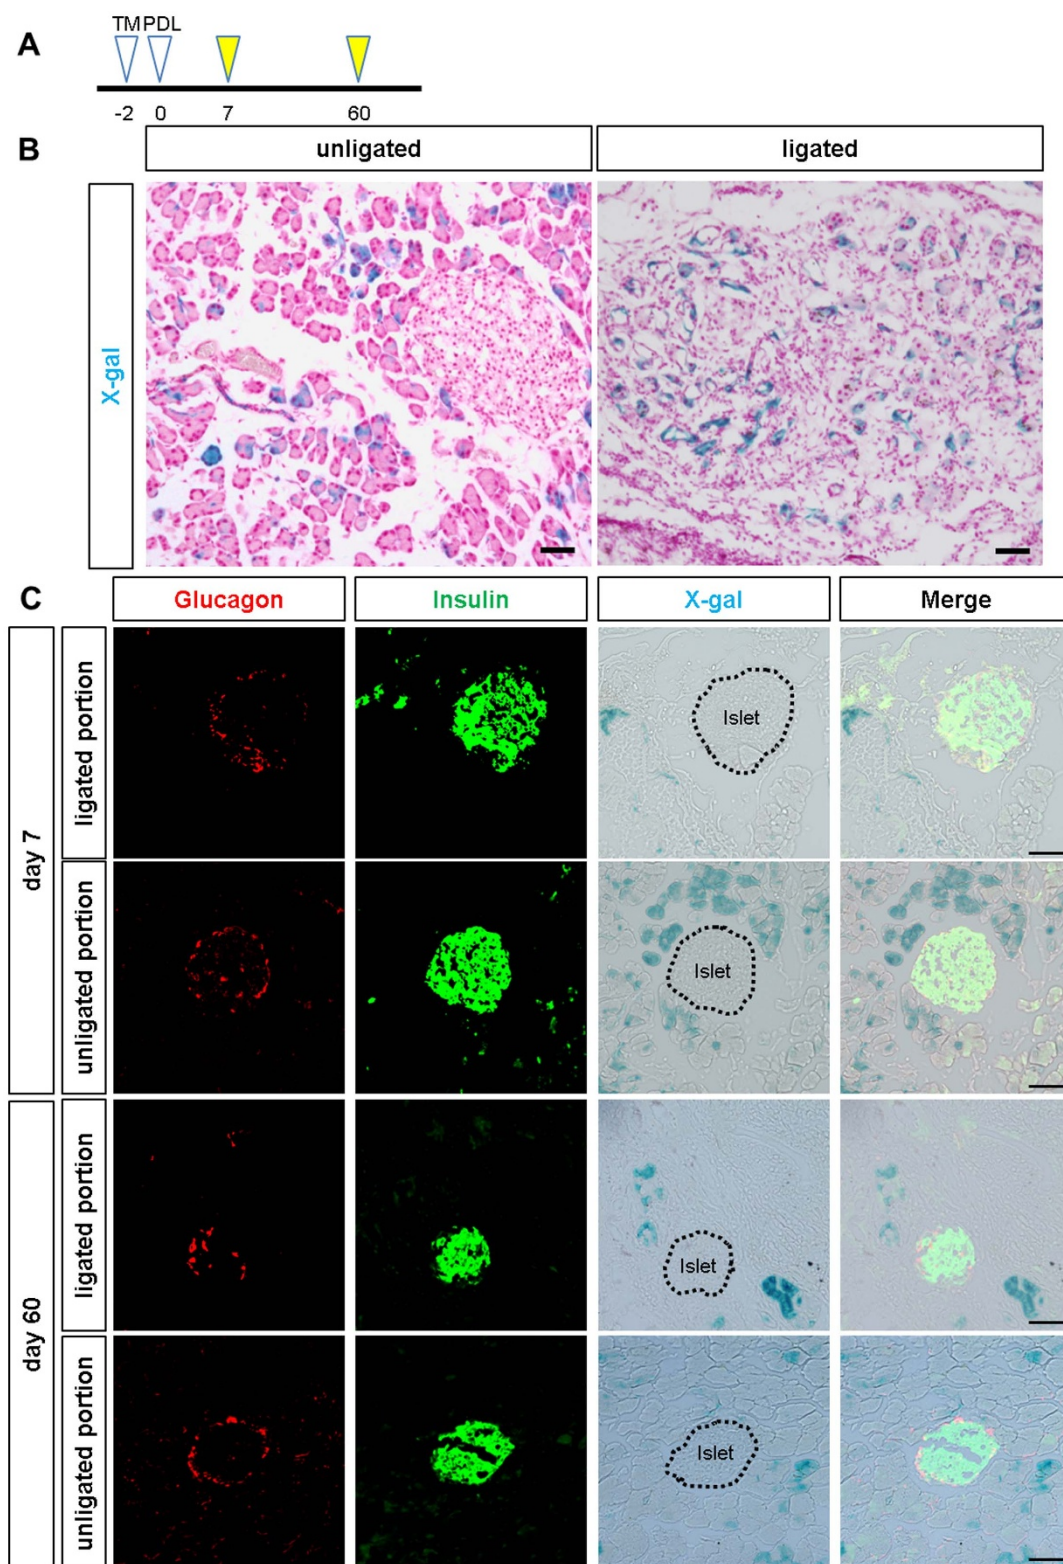 A
TM PDL
-2 0 7 60
B
unligated ligated
X-gal
C
Glucagon Insulin X-gal Merge
day 7
ligated portion
Islet
unligated portion
Islet
day 60
ligated portion
Islet
unligated portion
Islet